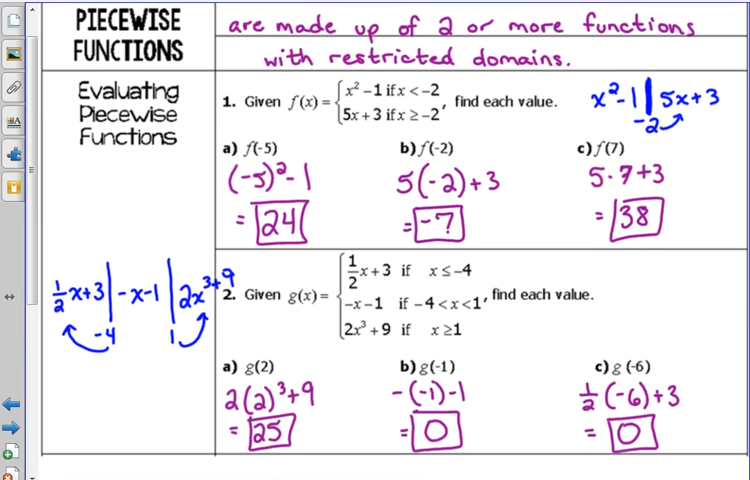 PIECEWISE FUNCTIONS
are made up of 2 or more functions
with restricted domains.
Evaluating
Piecewise
Functions
1. Given f(x) = { x² − 1 if x < −2
5x + 3 if x ≥ −2 , find each value.
x² - 1 | 5x + 3
-2
a) f(-5) b) f(-2) c) f(7)
(-5)² - 1 5(-2) + 3 5 · 7 + 3
= 24 = -7 = 38
1/2 x + 3 | -x - 1 | 2x³ + 9
-4 1
2. Given g(x) = { 1/2 x + 3 if x ≤ −4
−x − 1 if −4 < x < 1 , find each value.
2x³ + 9 if x ≥ 1
a) g(2) b) g(-1) c) g (-6)
2(2)³ + 9 -(-1) - 1 1/2 (-6) + 3
= 25 = 0 = 0